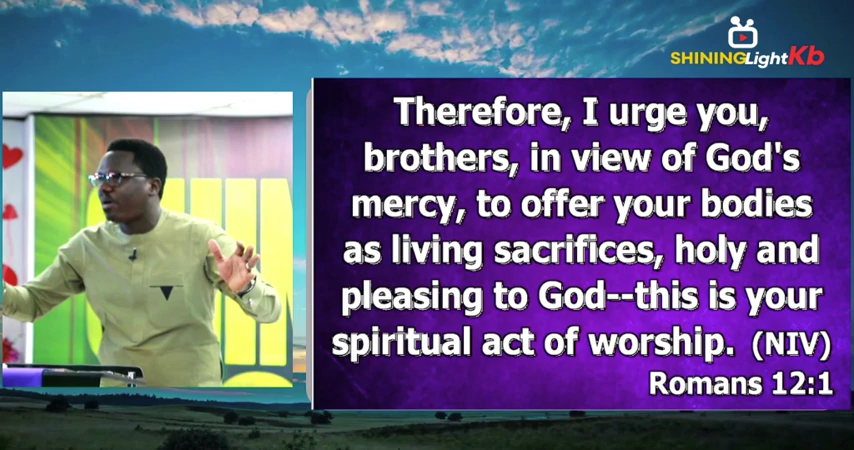 SHININGLightKb
Therefore, I urge you,
brothers, in view of God's
mercy, to offer your bodies
as living sacrifices, holy and
pleasing to God--this is your
spiritual act of worship. (NIV)
Romans 12:1